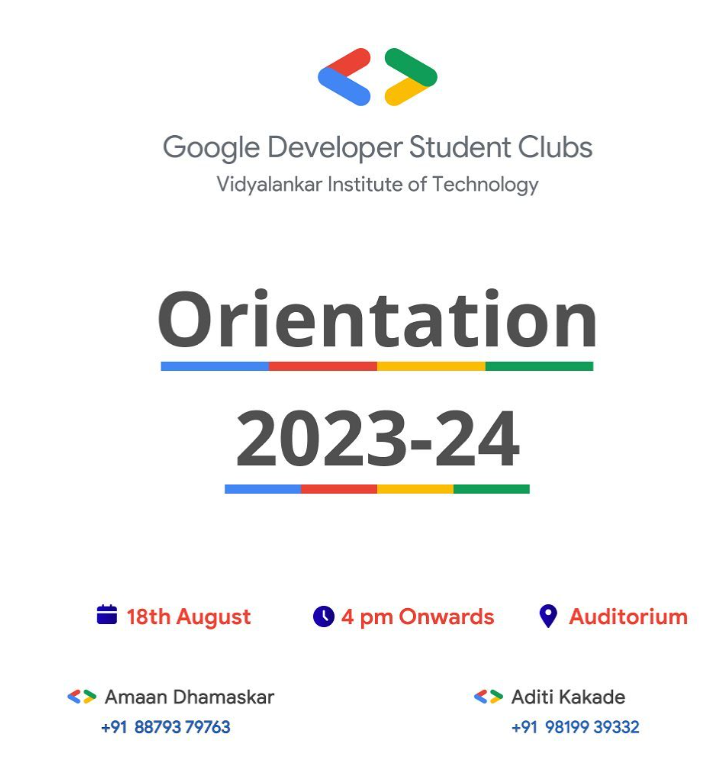 Google Developer Student Clubs
Vidyalankar Institute of Technology
Orientation
2023-24
18th August
4 pm Onwards
Auditorium
Amaan Dhamaskar
+91 88793 79763
Aditi Kakade
+91 98199 39332